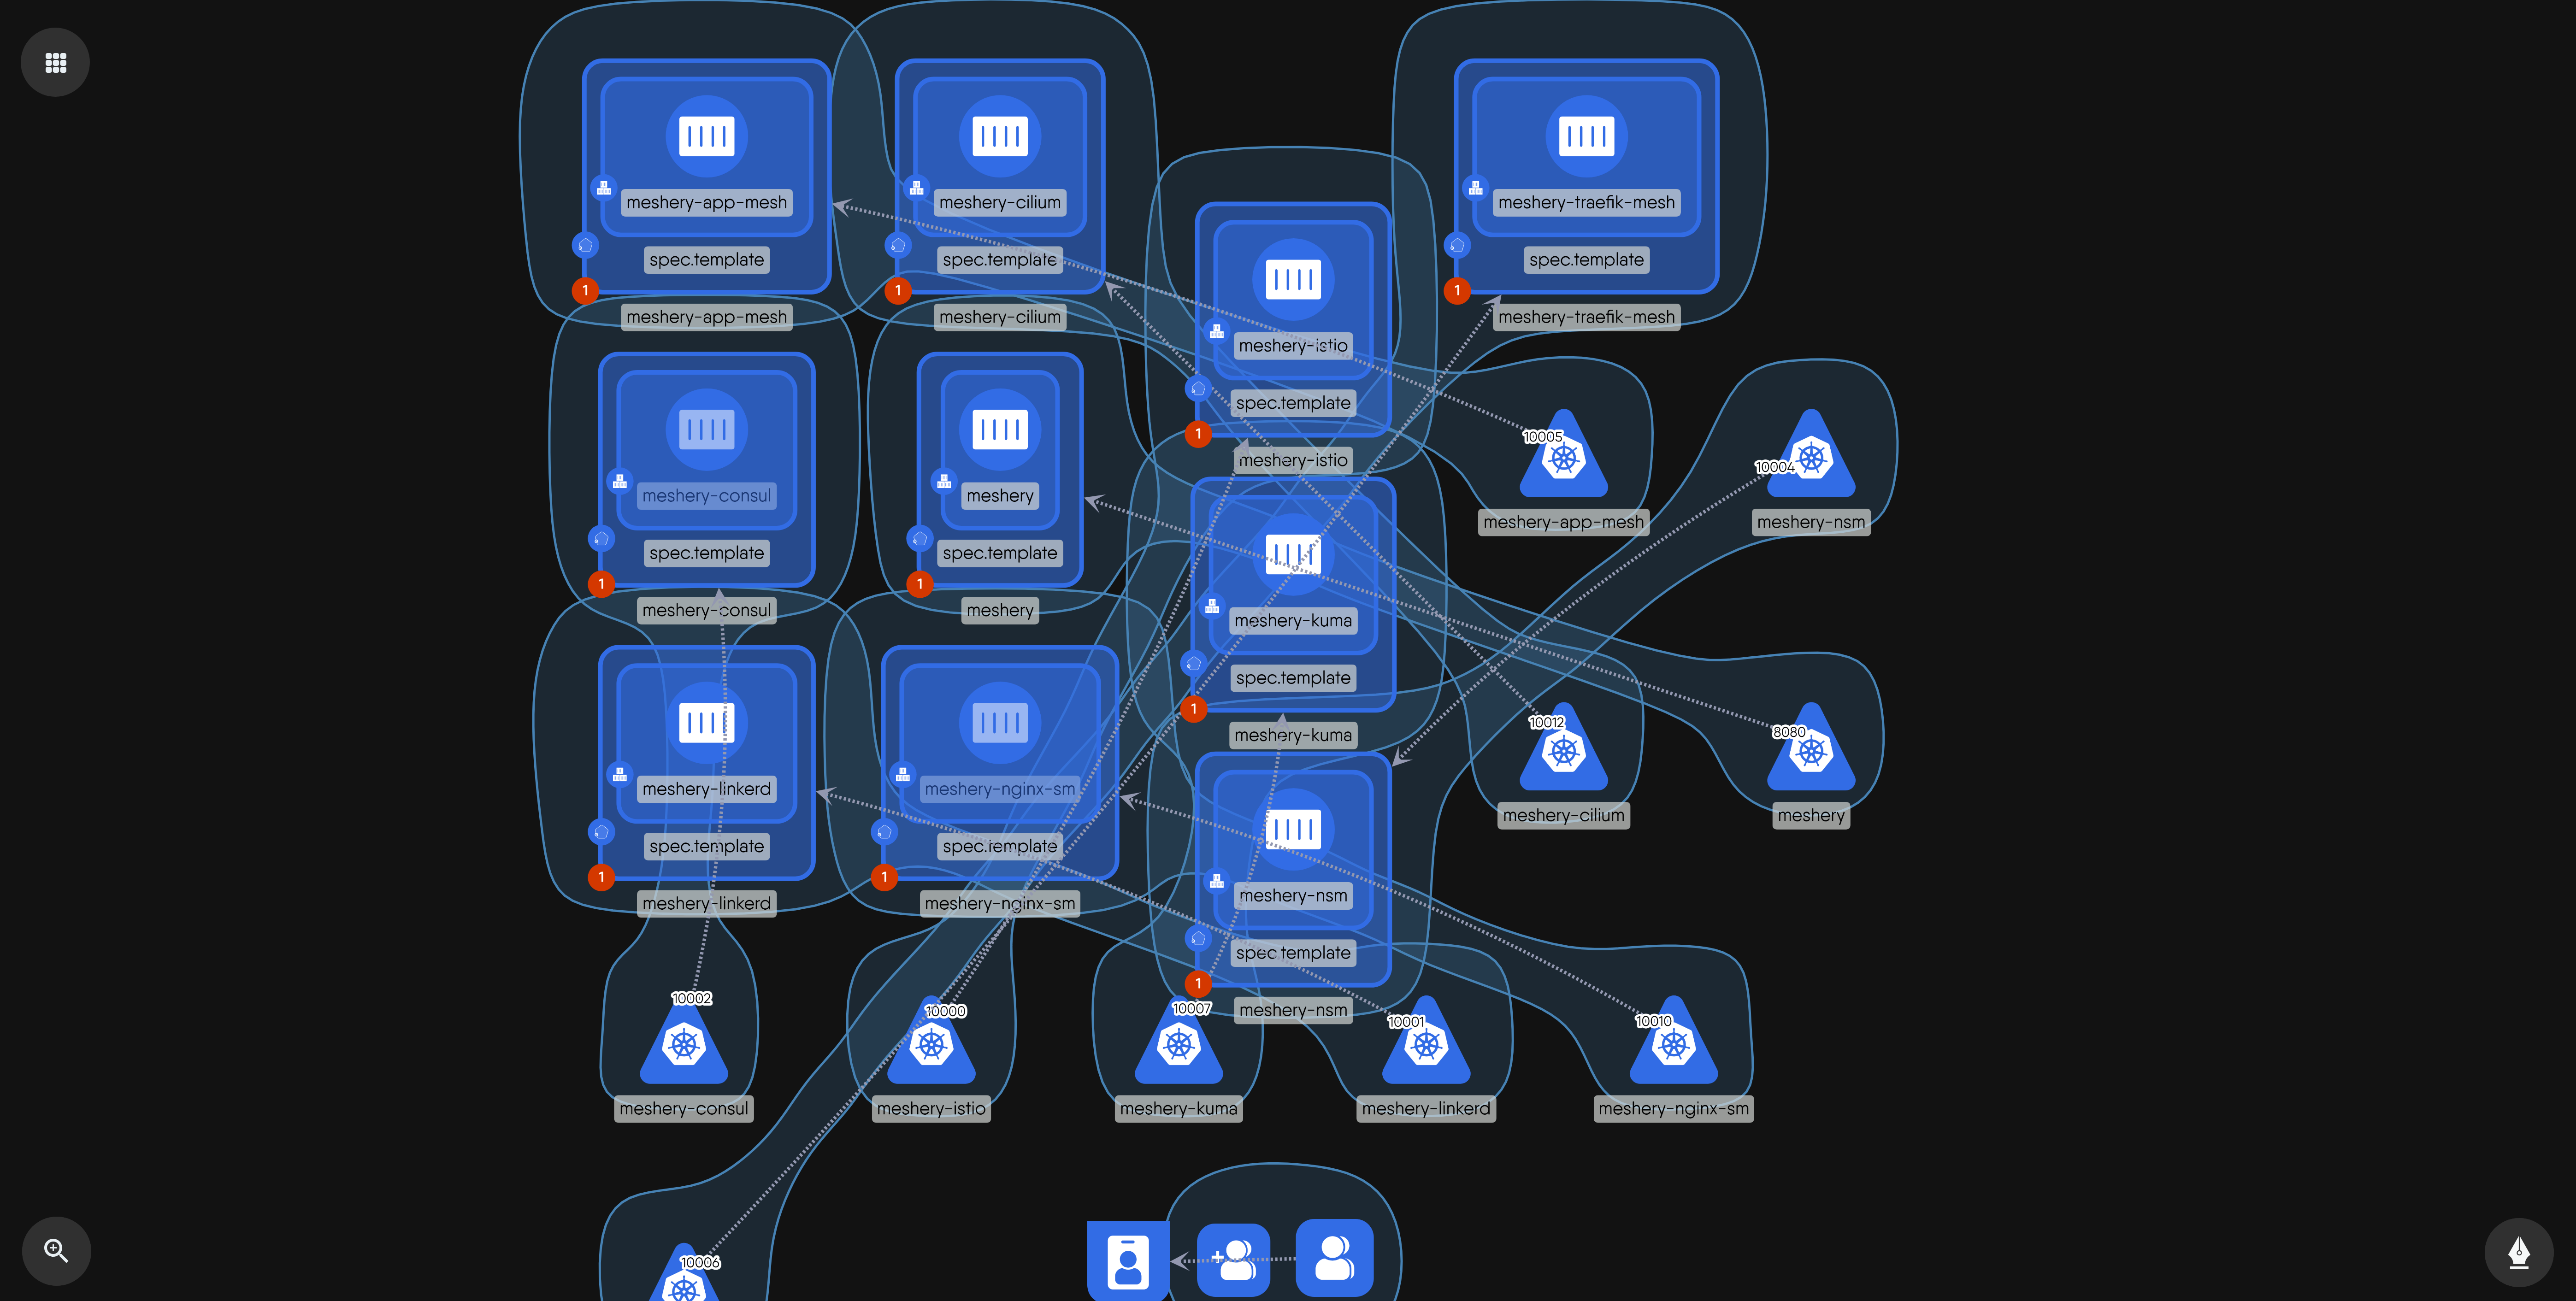 meshery-app-mesh
spec.template
1
meshery-app-mesh
meshery-cilium
spec.template
1
meshery-cilium
meshery-istio
spec.template
1
meshery-istio
meshery-traefik-mesh
spec.template
1
meshery-traefik-mesh
meshery-consul
spec.template
1
meshery-consul
meshery
spec.template
1
meshery
meshery-kuma
spec.template
1
meshery-kuma
10005
meshery-app-mesh
10004
meshery-nsm
meshery-linkerd
spec.template
1
meshery-linkerd
meshery-nginx-sm
spec.template
1
meshery-nginx-sm
meshery-nsm
spec.template
1
meshery-nsm
10012
meshery-cilium
8080
meshery
10002
meshery-consul
10000
meshery-istio
10007
meshery-kuma
10001
meshery-linkerd
10010
meshery-nginx-sm
10006